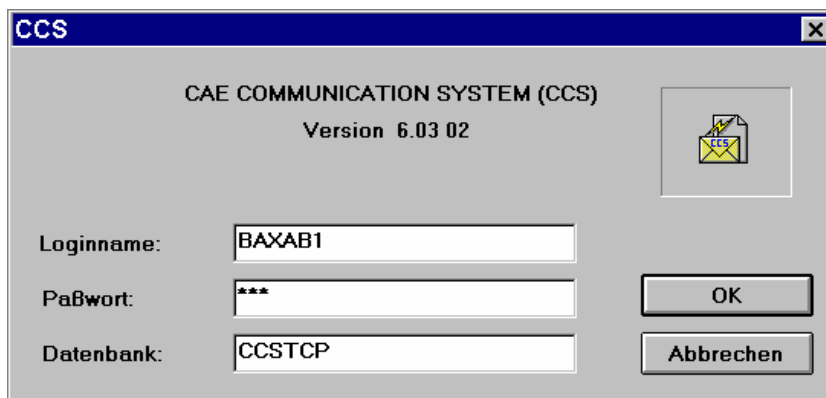 CCS
CAE COMMUNICATION SYSTEM (CCS)
Version 6.03 02
CCS
Loginname: BAXAB1
Paßwort: ***
OK
Datenbank: CCSTCP
Abbrechen